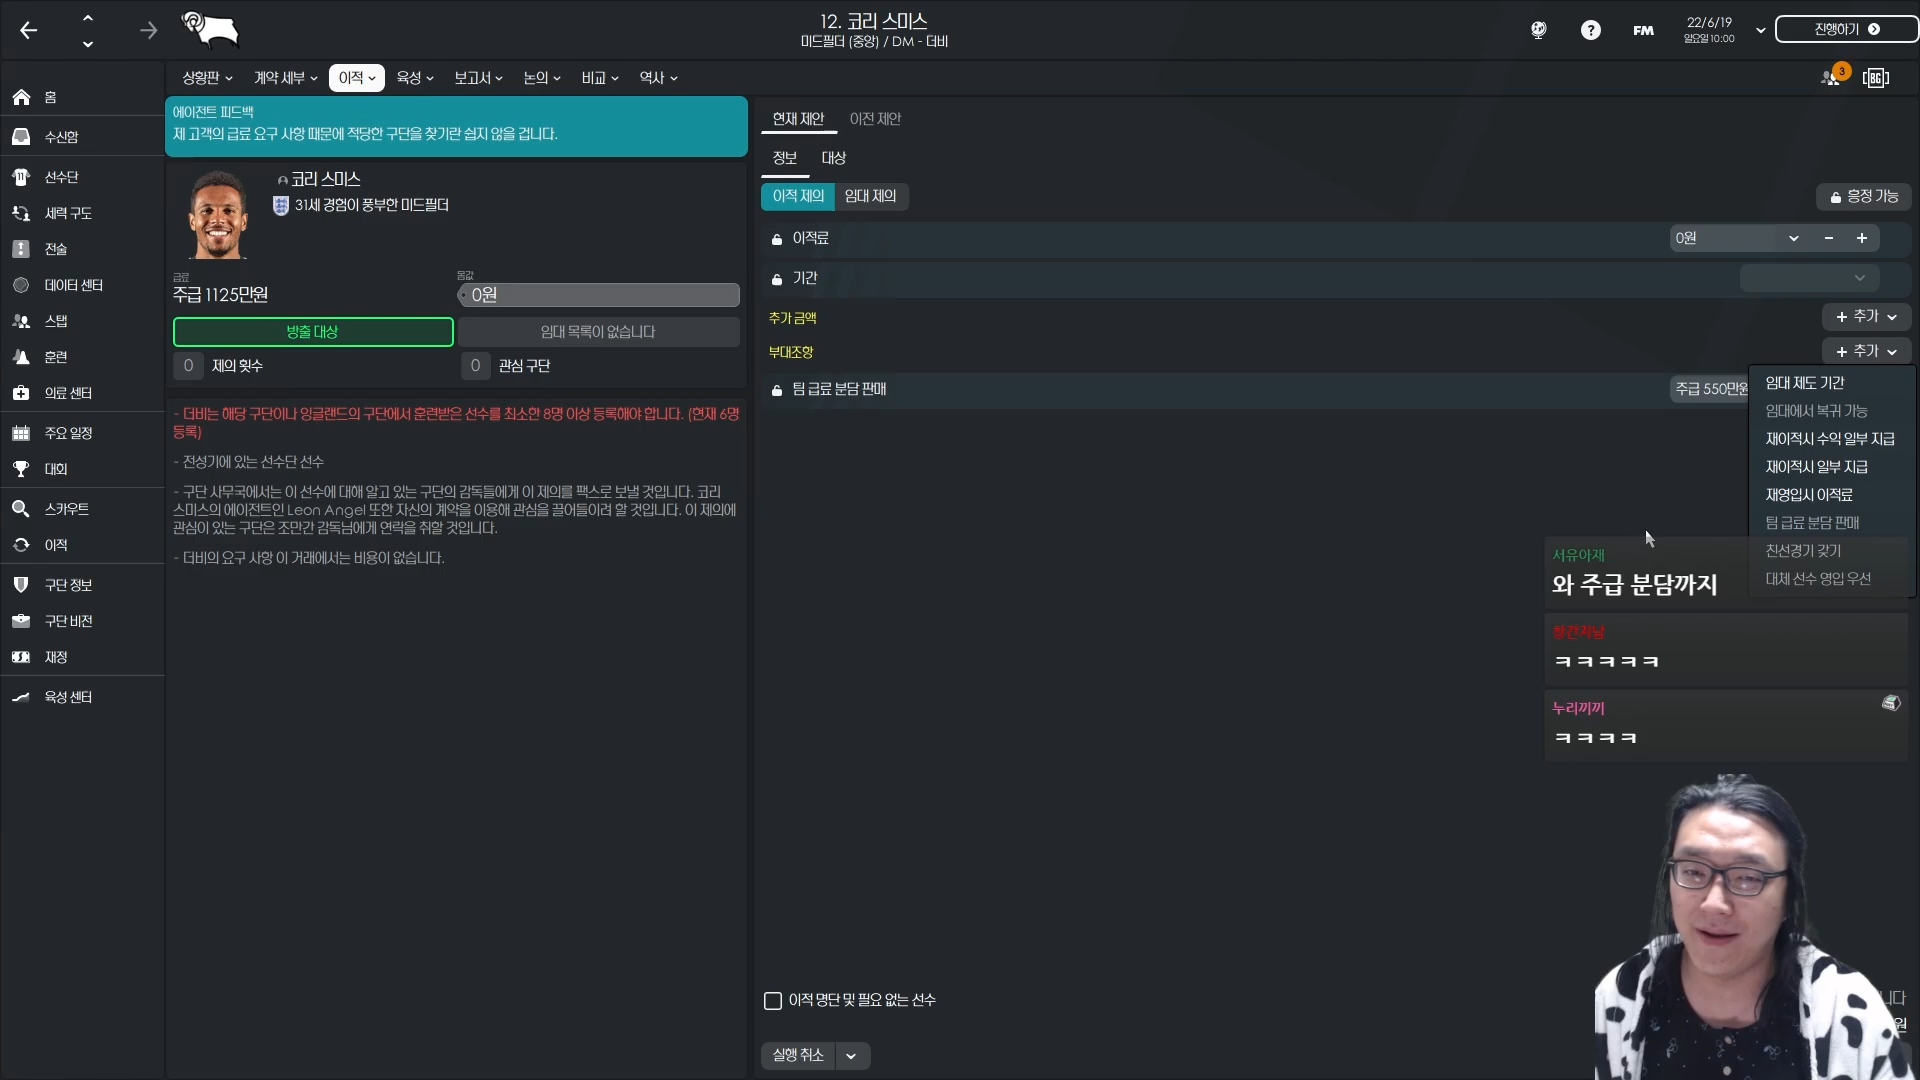 12. 코리 스미스
미드필더 (중앙) / DM - 더비
?
FM
22/6/19
일요일 10:00
진행하기
상황판
계약 세부
이적
육성
보고서
논의
비교
역사
3
홈
수신함
수선단
세력 구도
전술
데이터 센터
스탭
훈련
의료 센터
주요 일정
대회
스카우트
이적
구단 정보
구단 비전
재정
육성 센터
에이전트 피드백
제 고객의 급료 요구 사항 때문에 적당한 구단을 찾기란 쉽지 않을 겁니다.
코리 스미스
31세 경험이 풍부한 미드필더
급료
주급 1125만원
몸값
0원
방출 대상
임대 목록이 없습니다
0 제의 횟수
0 관심 구단
- 더비는 해당 구단이나 잉글랜드의 구단에서 훈련받은 선수를 최소한 8명 이상 등록해야 합니다. (현재 6명
등록)
- 전성기에 있는 선수단 선수
- 구단 사무국에서는 이 선수에 대해 알고 있는 구단의 감독들에게 이 제의를 팩스로 보낼 것입니다. 코리
스미스의 에이전트인 Leon Angel 또한 자신의 계약을 이용해 관심을 끌어들이려 할 것입니다. 이 제의에
관심이 있는 구단은 조만간 감독님에게 연락을 취할 것입니다.
- 더비의 요구 사항 이 거래에서는 비용이 없습니다.
현재 제안
이전 제안
정보
대상
이적 제의
임대 제의
흥정 가능
이적료
0원
기간
추가 금액
+ 추가
부대조항
+ 추가
팀 급료 분담 판매
주급 550만원
임대 제도 기간
임대에서 복귀 가능
재이적시 수익 일부 지급
재이적시 일부 지급
재영입시 이적료
팀 급료 분담 판매
친선경기 갖기
대체 선수 영입 우선
서유아재
와 주급 분담까지
ㅋㅋㅋㅋㅋ
누리끼끼
ㅋㅋㅋㅋ
이적 명단 및 필요 없는 선수
실행 취소